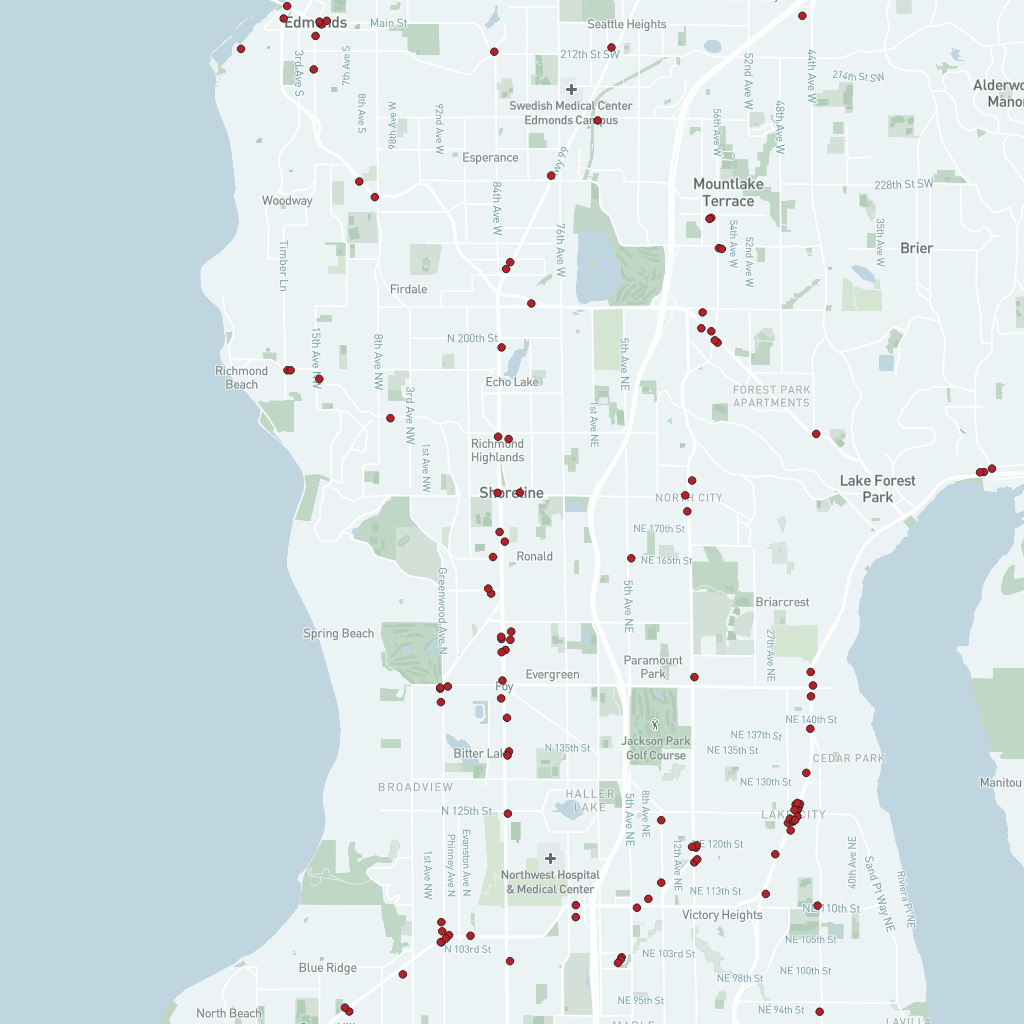 Edmonds
Main St
Seattle Heights
212th St SW
44th Ave W
52nd Ave W
214th St SW
3rd Ave S
7th Ave S
Alderwo
Manor
Swedish Medical Center
Edmonds Campus
8th Ave S
98th Ave W
92nd Ave W
56th Ave W
48th Ave W
Esperance
Hwy 99
Mountlake
Terrace
228th St SW
Woodway
84th Ave W
76th Ave W
54th Ave W
52nd Ave W
35th Ave W
Brier
Timber Ln
Firdale
15th Ave NW
8th Ave NW
N 200th St
5th Ave NE
Richmond
Beach
Echo Lake
FOREST PARK
APARTMENTS
3rd Ave NW
1st Ave NE
1st Ave NW
Richmond
Highlands
Lake Forest
Park
Shoreline
NORTH CITY
NE 170th St
Ronald
NE 165th St
Greenwood Ave N
5th Ave NE
Briarcrest
Spring Beach
27th Ave NE
Paramount
Park
Evergreen
Foy
NE 140th St
Jackson Park
Golf Course
NE 137th St
NE 135th St
Bitter Lake
N 135th St
CEDAR PARK
NE 130th St
Manitou
BROADVIEW
HALLER
LAKE
N 125th St
5th Ave NE
8th Ave NE
LAKE CITY
1st Ave NW
Phinney Ave N
Evanston Ave N
NE 120th St
12th Ave NE
40th Ave NE
Sand Pt Way NE
Riviera Pl NE
Northwest Hospital
& Medical Center
NE 113th St
NE 110th St
Victory Heights
N 103rd St
NE 103rd St
NE 105th St
Blue Ridge
NE 98th St
NE 100th St
North Beach
NE 95th St
NE 94th St
MAPLE
LAVILLA